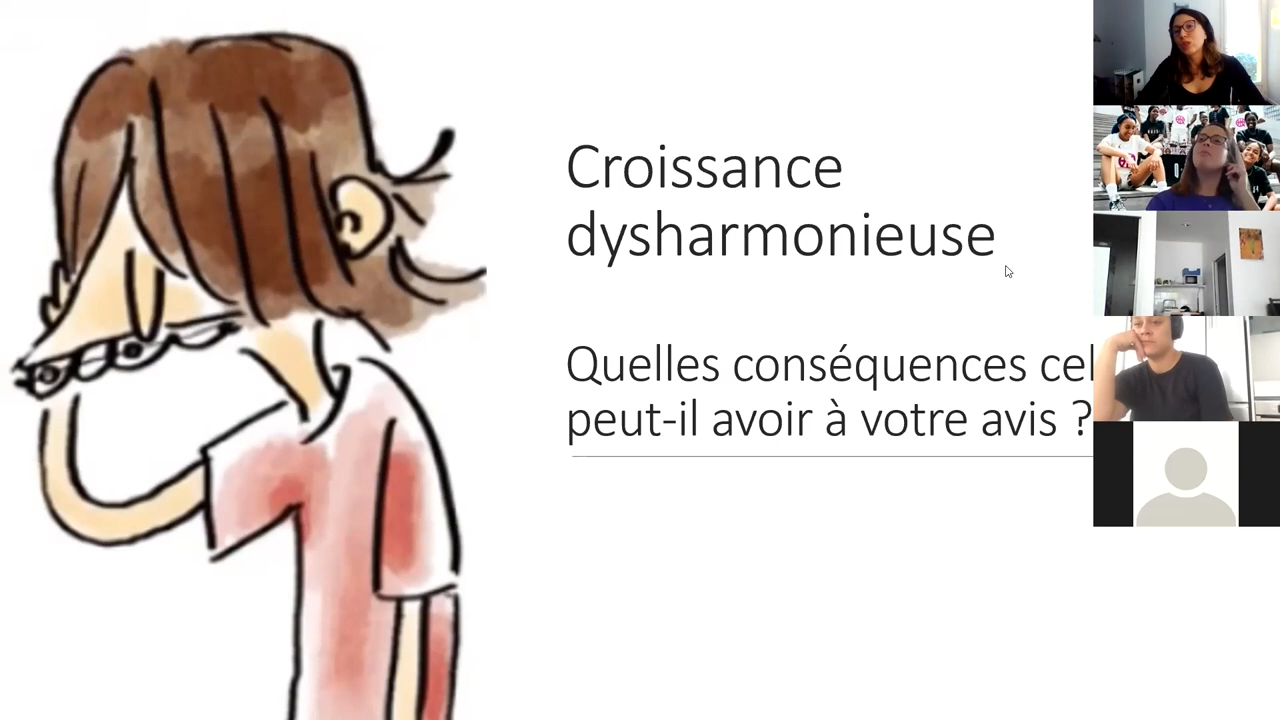 Croissance
dysharmonieuse
Quelles conséquences cel
peut-il avoir à votre avis ?